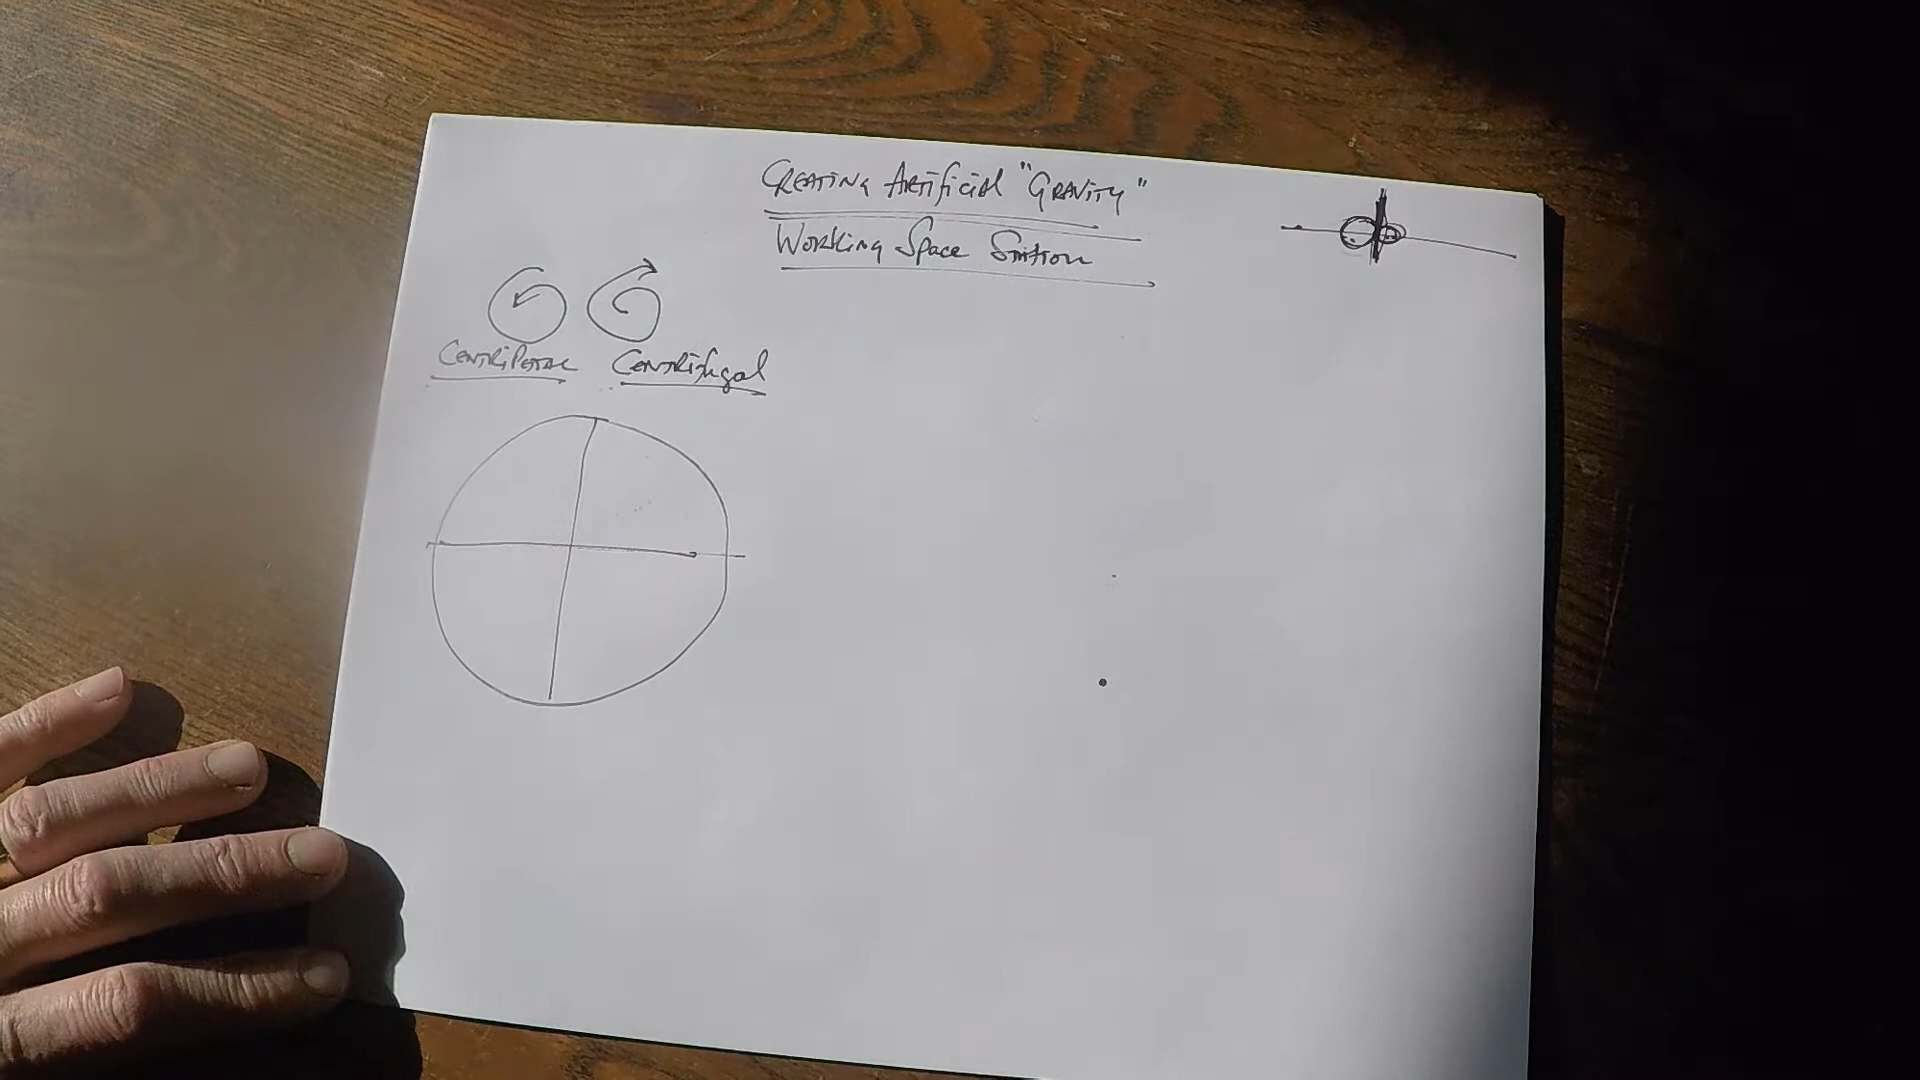 Creating Artificial "Gravity"
Working Space Station
Centripetal Centrifugal